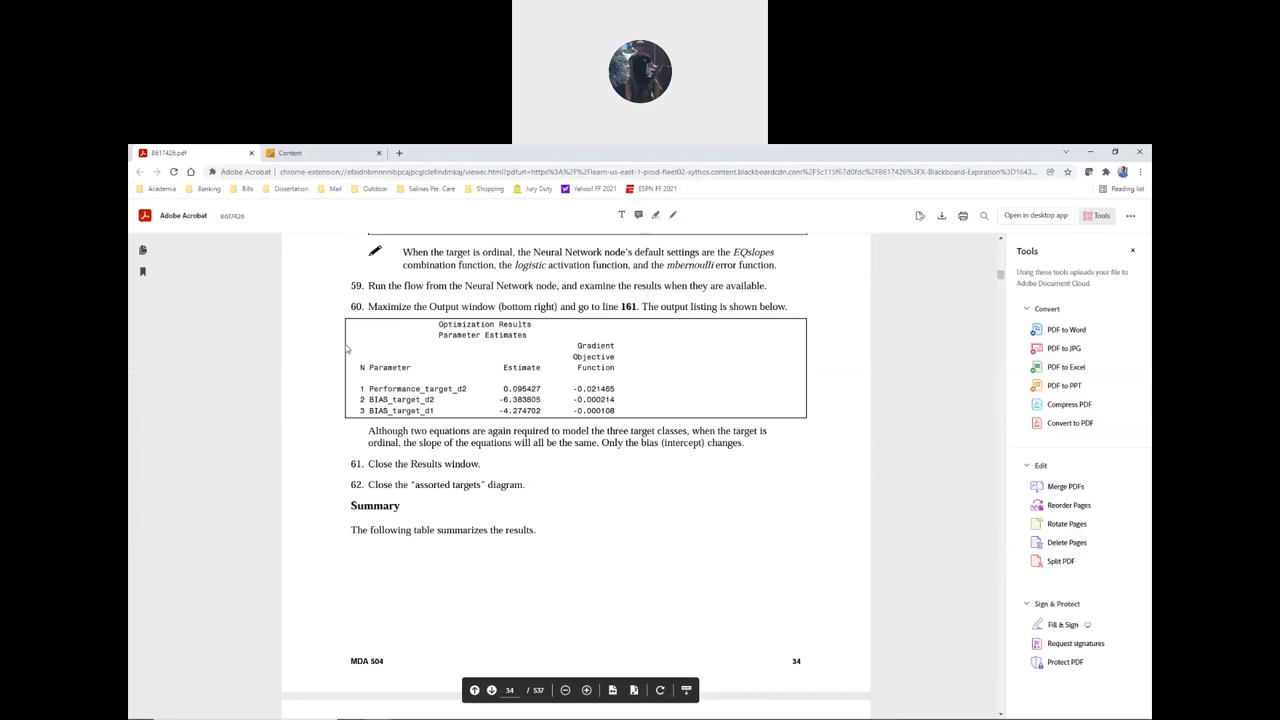 8617426.pdf
Content
Adobe Acrobat
Academia
Banking
Bills
Dissertation
Mail
Outdoor
Salinas Per. Care
Shopping
Jury Duty
Yahoo! FF 2021
ESPN FF 2021
Reading list
Adobe Acrobat
8617426
Open in desktop app
Tools
When the target is ordinal, the Neural Network node's default settings are the EQslopes
combination function, the logistic activation function, and the mbernoulli error function.
59. Run the flow from the Neural Network node, and examine the results when they are available.
60. Maximize the Output window (bottom right) and go to line 161. The output listing is shown below.
Optimization Results
Parameter Estimates
Gradient
Objective
N Parameter Estimate Function
1 Performance_target_d2 0.095427 -0.021465
2 BIAS_target_d2 -6.383805 -0.000214
3 BIAS_target_d1 -4.274702 -0.000108
Although two equations are again required to model the three target classes, when the target is
ordinal, the slope of the equations will all be the same. Only the bias (intercept) changes.
61. Close the Results window.
62. Close the "assorted targets" diagram.
Summary
The following table summarizes the results.
MDA 504 34
34 / 537
Tools
Using these tools uploads your file to
Adobe Document Cloud.
Convert
PDF to Word
PDF to JPG
PDF to Excel
PDF to PPT
Compress PDF
Convert to PDF
Edit
Merge PDFs
Reorder Pages
Rotate Pages
Delete Pages
Split PDF
Sign & Protect
Fill & Sign
Request signatures
Protect PDF